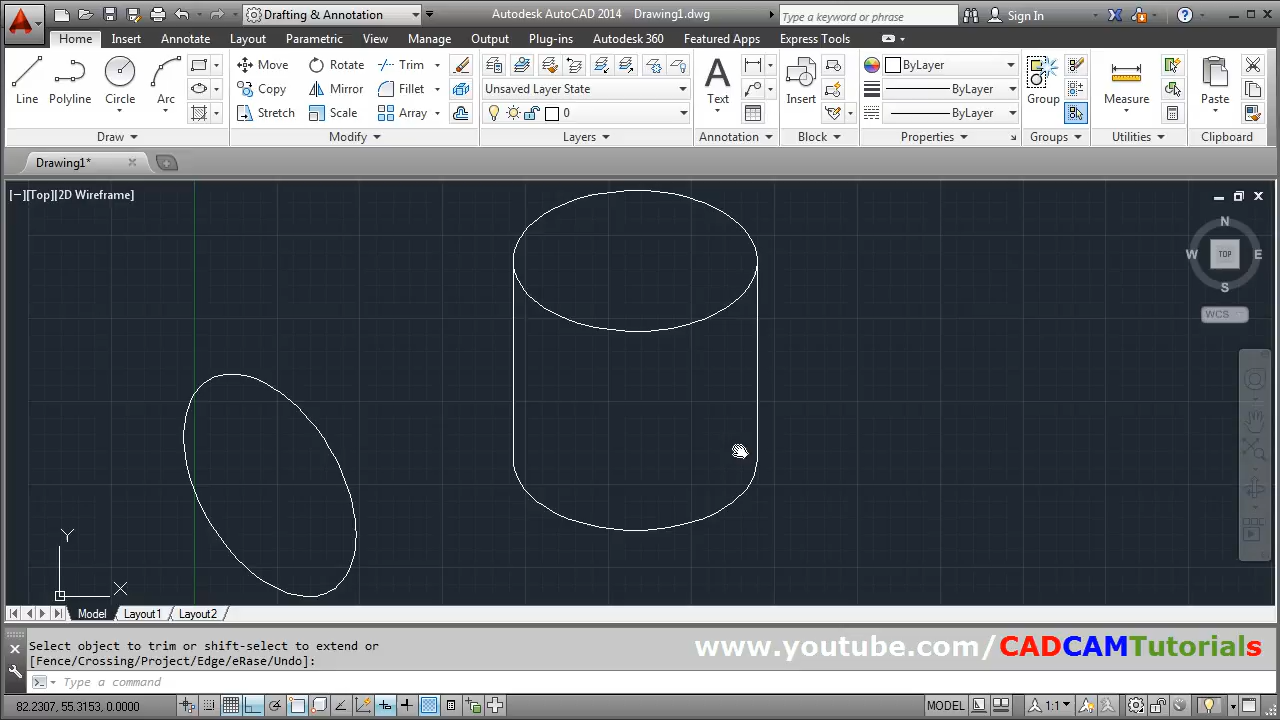 Drafting & Annotation
Autodesk AutoCAD 2014 Drawing1.dwg
Type a keyword or phrase
Sign In
Home Insert Annotate Layout Parametric View Manage Output Plug-ins Autodesk 360 Featured Apps Express Tools
Line Polyline Circle Arc
Move Rotate Trim
Copy Mirror Fillet
Stretch Scale Array
Unsaved Layer State
0
Text
Insert
ByLayer
ByLayer
ByLayer
Group
Measure
Paste
Draw Modify Layers Annotation Block Properties Groups Utilities Clipboard
Drawing1*
[−][Top][2D Wireframe]
N
W TOP E
S
WCS
Y
X
Model Layout1 Layout2
Select object to trim or shift-select to extend or
[Fence/Crossing/Project/Edge/eRase/Undo]:
www.youtube.com/CADCAMTutorials
Type a command
82.2307, 55.3153, 0.0000
MODEL
1:1